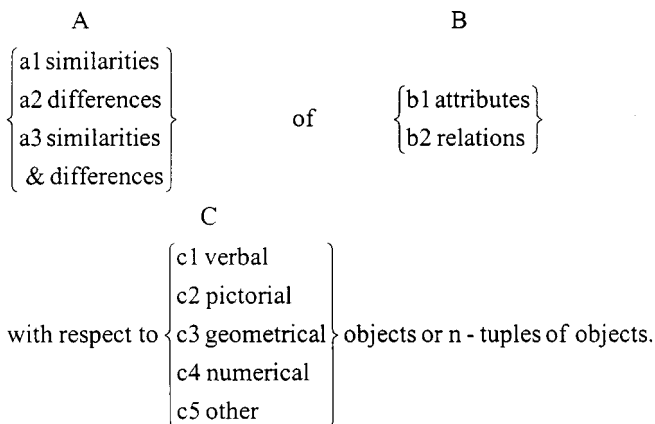 A B
a1 similarities
a2 differences
a3 similarities
& differences
of
b1 attributes
b2 relations
C
with respect to
c1 verbal
c2 pictorial
c3 geometrical
c4 numerical
c5 other
objects or n - tuples of objects.